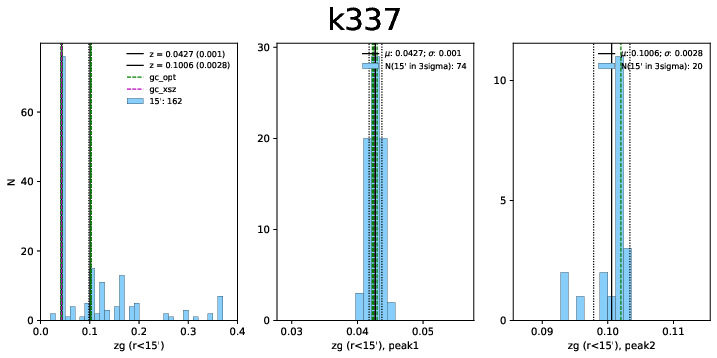 k337
z = 0.0427 (0.001)
z = 0.1006 (0.0028)
gc_opt
gc_xsz
15': 162
N
0
20
40
60
0.0
0.1
0.2
0.3
0.4
zg (r<15')
μ: 0.0427; σ: 0.001
N(15' in 3sigma): 74
0
10
20
30
0.03
0.04
0.05
zg (r<15'), peak1
μ: 0.1006; σ: 0.0028
N(15' in 3sigma): 20
0
5
10
0.09
0.10
0.11
zg (r<15'), peak2